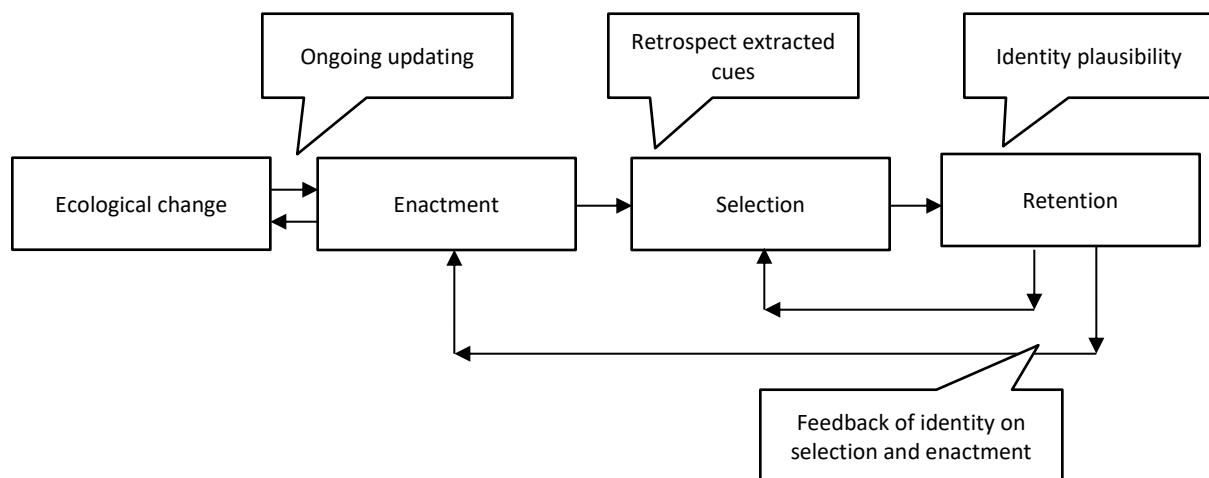 Ongoing updating
Retrospect extracted
cues
Identity plausibility
Ecological change
Enactment
Selection
Retention
Feedback of identity on
selection and enactment